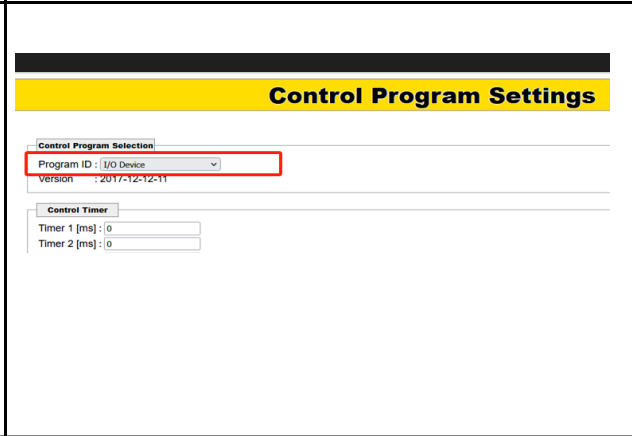 Control Program Settings
Control Program Selection
Program ID : I/O Device
Version : 2017-12-12-11
Control Timer
Timer 1 [ms] : 0
Timer 2 [ms] : 0